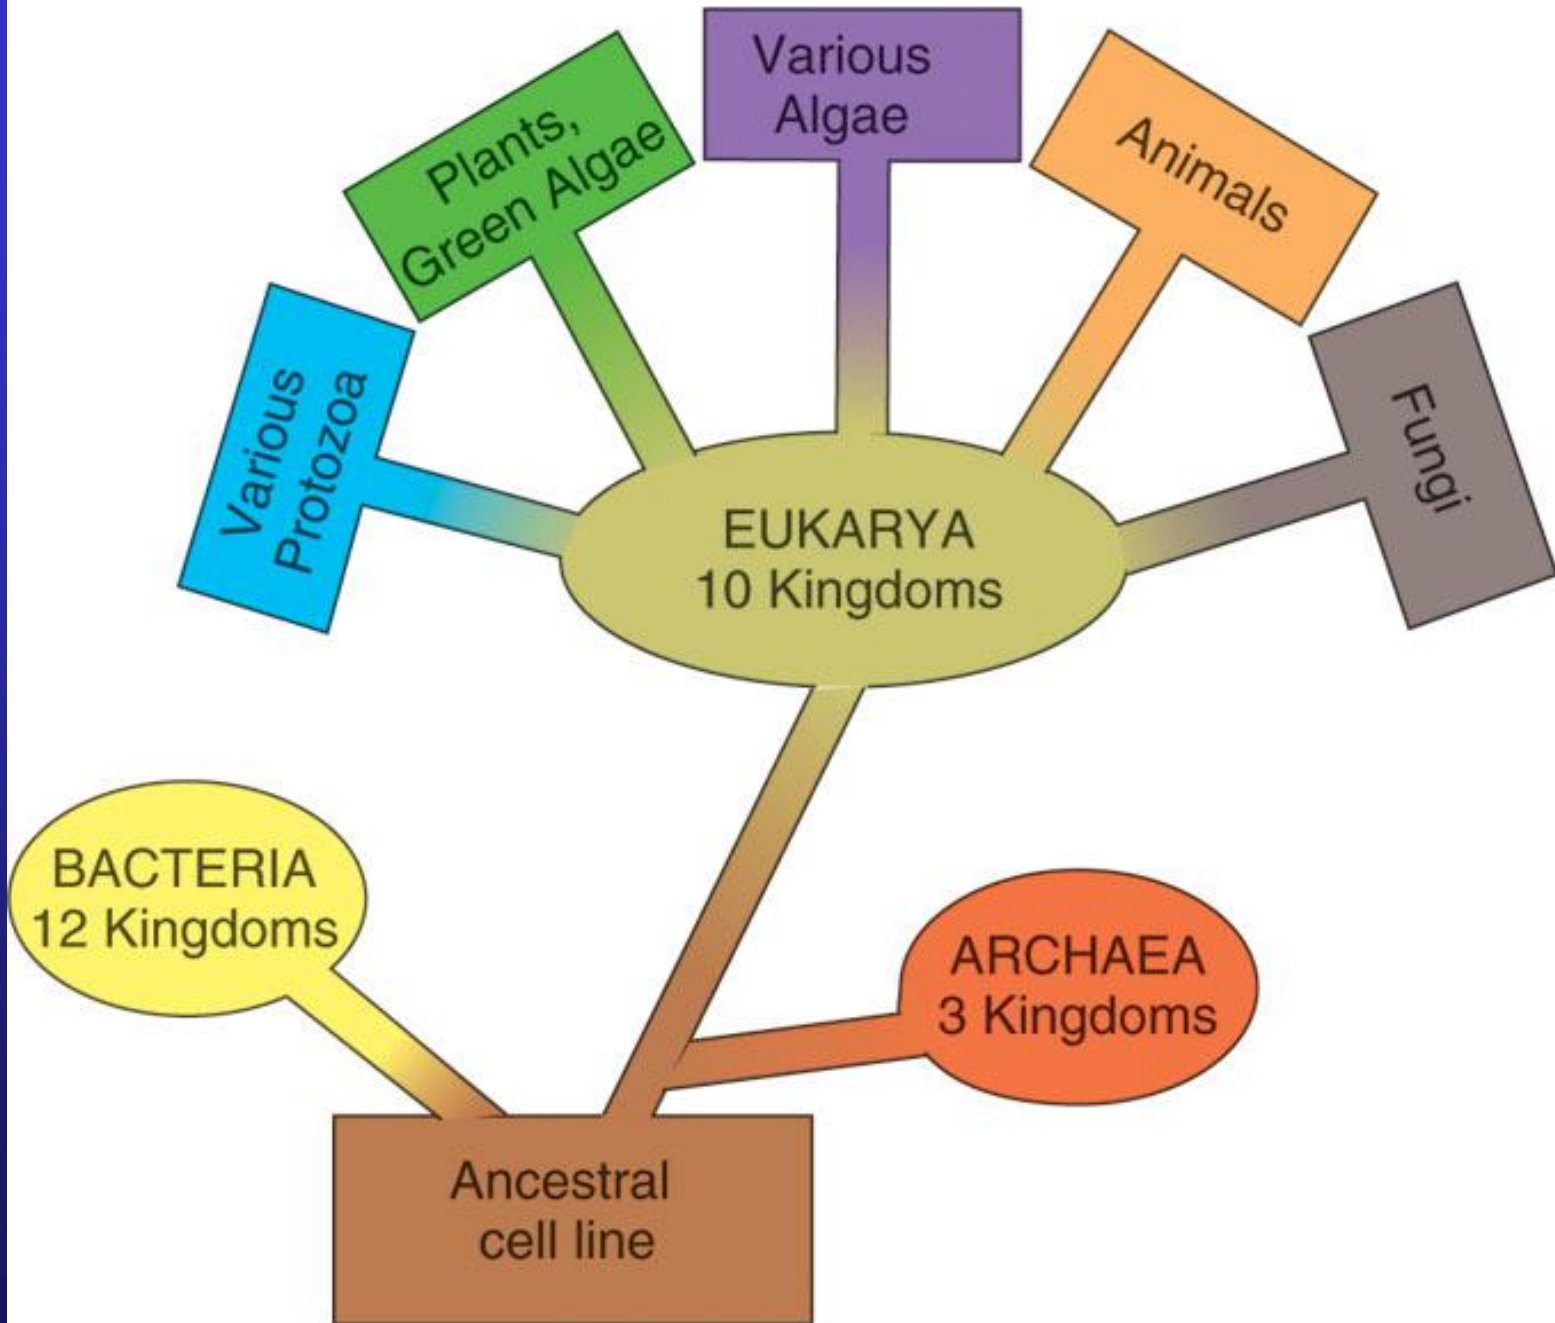 Various
Algae
Plants,
Green Algae
Animals
Various
Protozoa
Fungi
EUKARYA
10 Kingdoms
BACTERIA
12 Kingdoms
ARCHAEA
3 Kingdoms
Ancestral
cell line